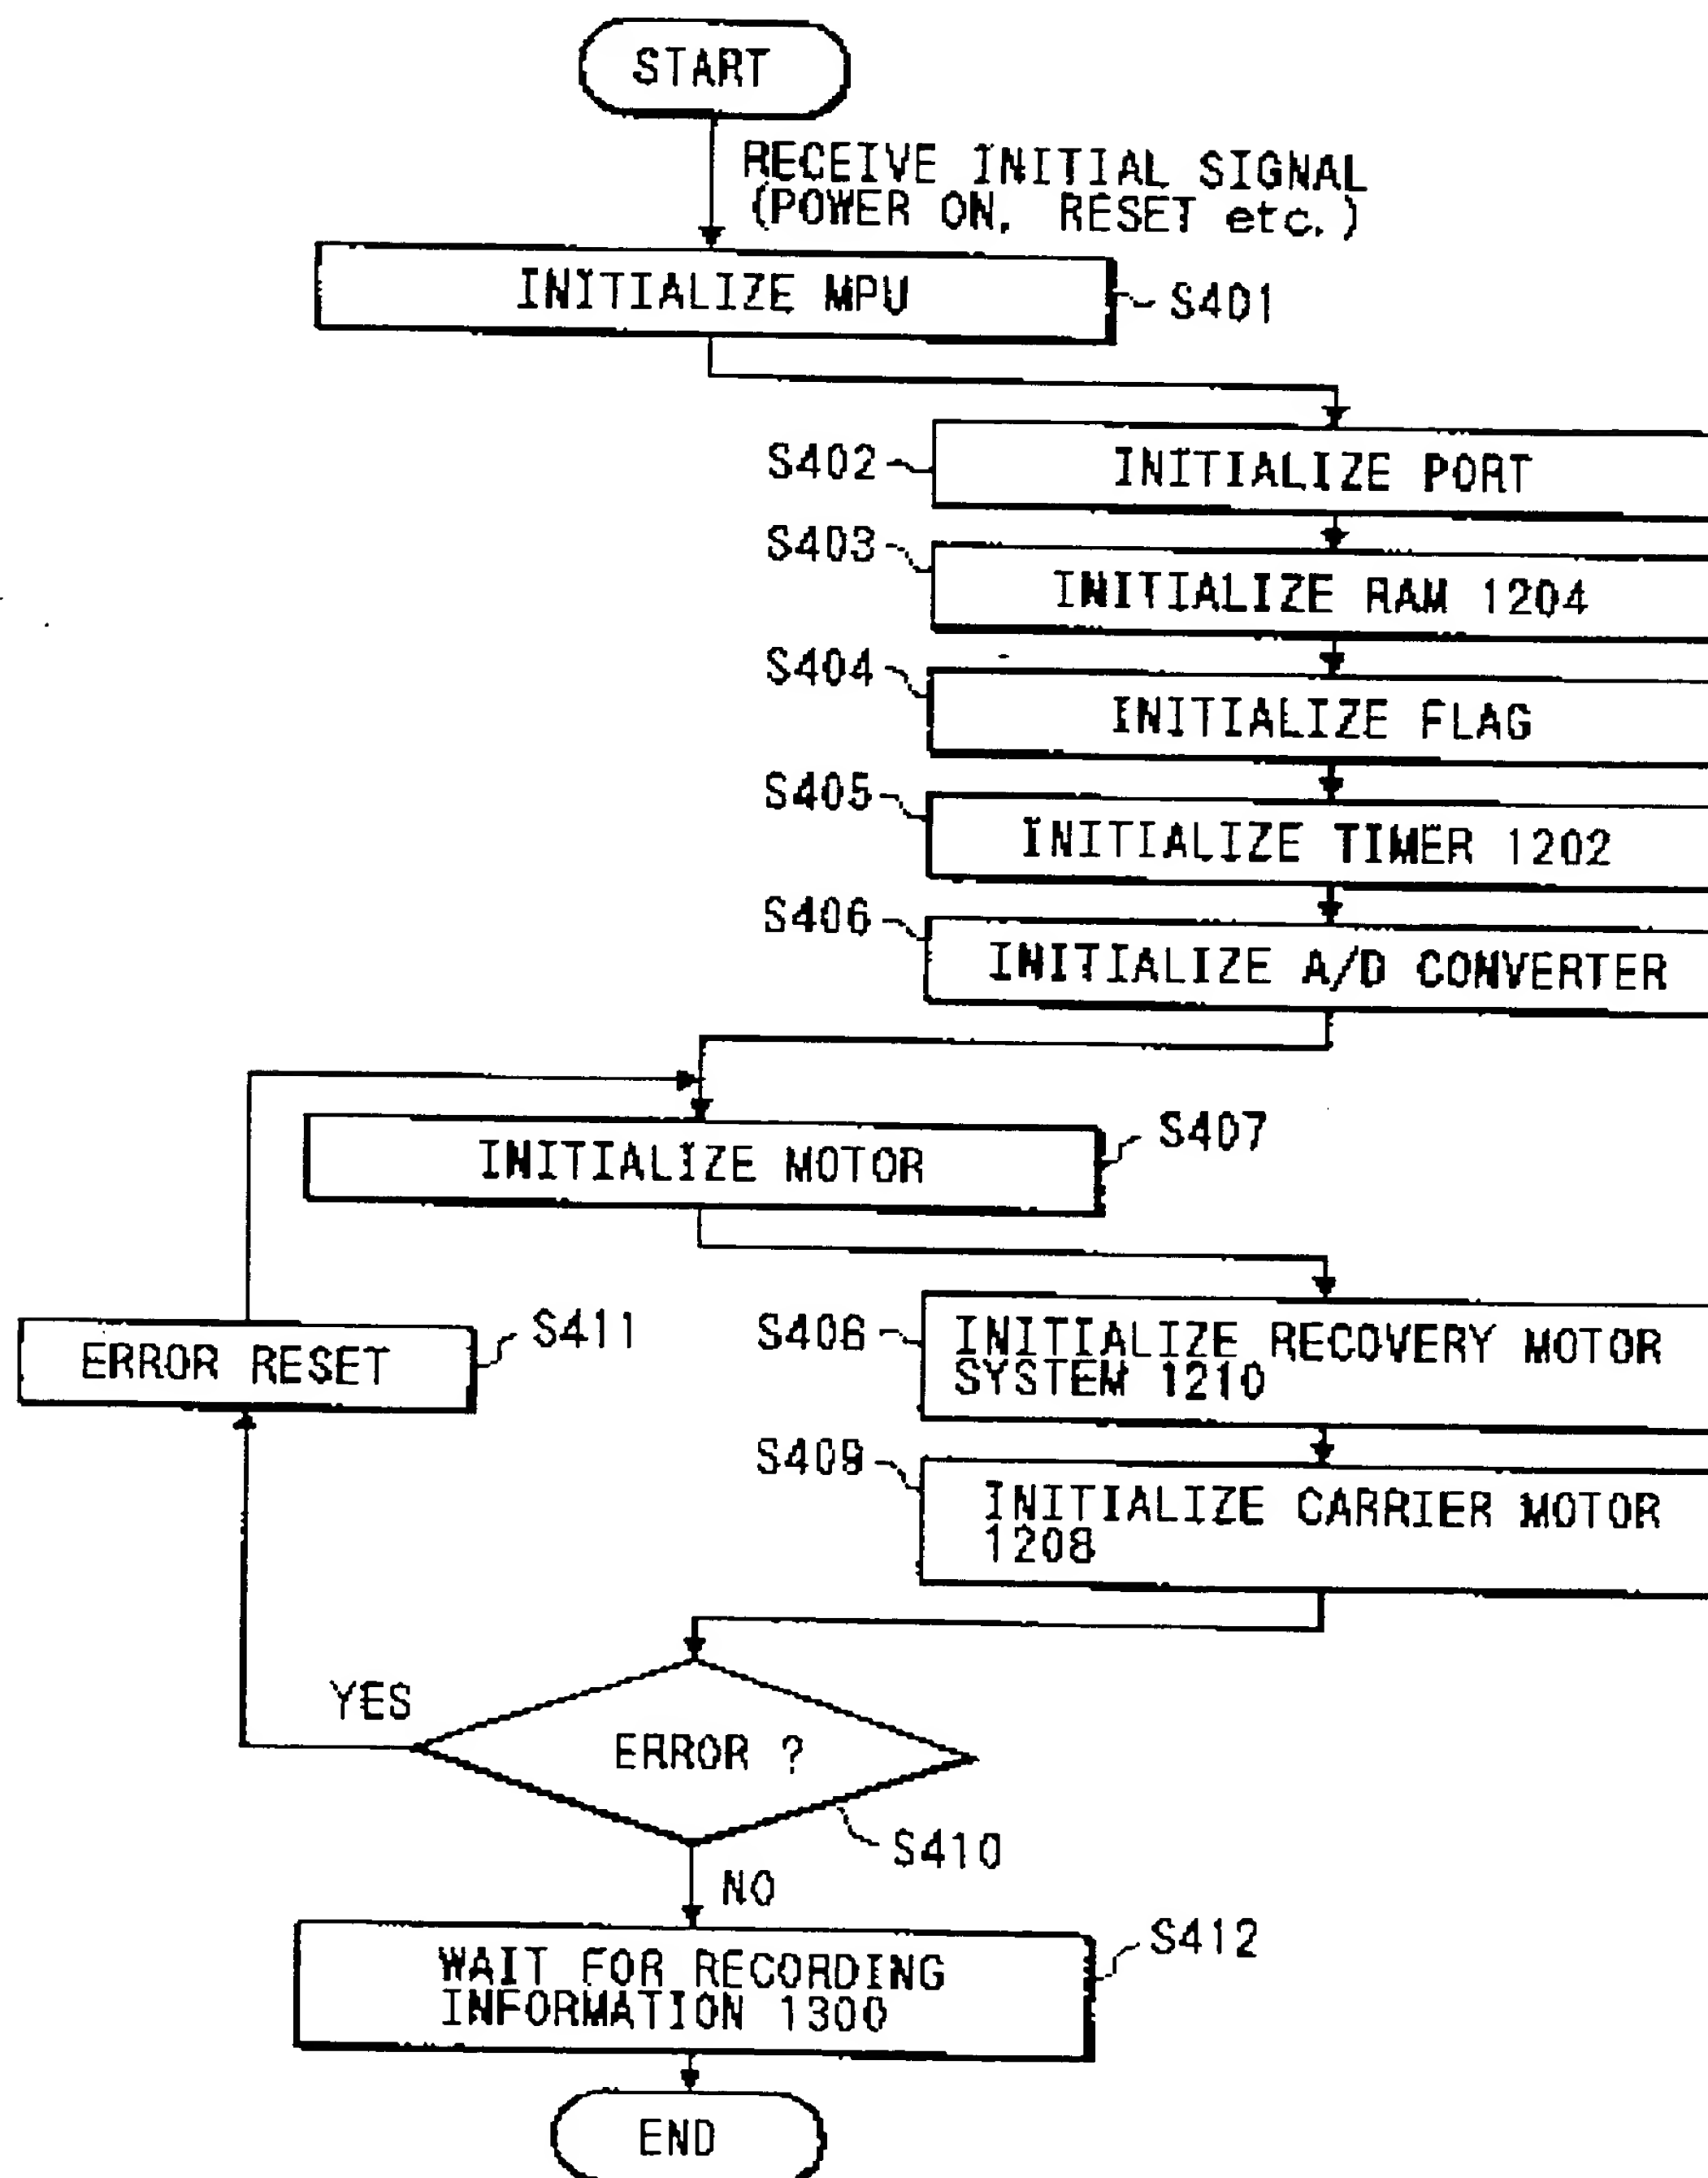 START
RECEIVE INITIAL SIGNAL
(POWER ON, RESET etc.)
INITIALIZE MPU
S401
S402
INITIALIZE PORT
S403
INITIALIZE RAM 1204
S404
INITIALIZE FLAG
S405
INITIALIZE TIMER 1202
S406
INITIALIZE A/D CONVERTER
INITIALIZE MOTOR
S407
S408
INITIALIZE RECOVERY MOTOR
SYSTEM 1210
ERROR RESET
S411
S409
INITIALIZE CARRIER MOTOR
1208
YES
ERROR ?
S410
NO
WAIT FOR RECORDING
INFORMATION 1300
S412
END